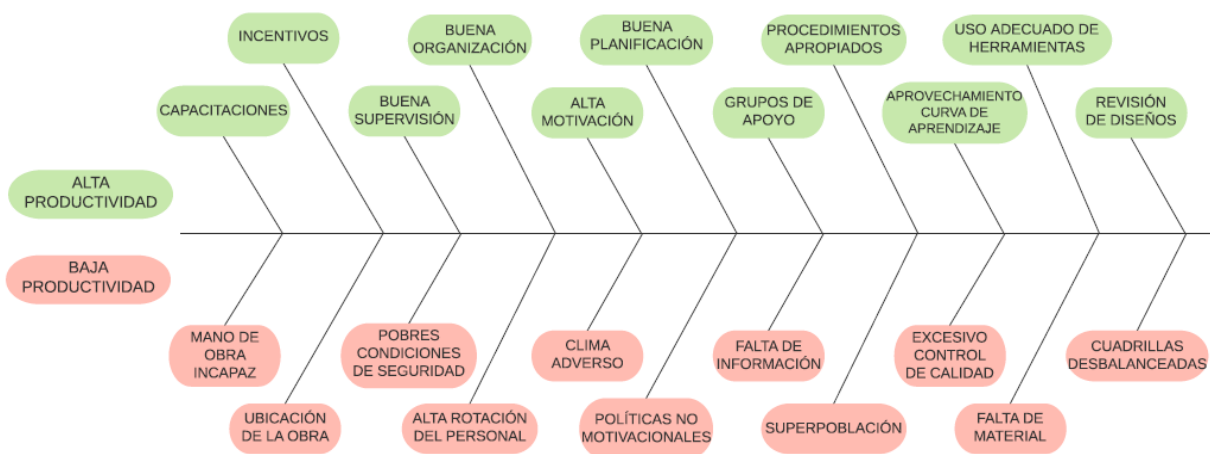 INCENTIVOS
BUENA
ORGANIZACIÓN
BUENA
PLANIFICACIÓN
PROCEDIMIENTOS
APROPIADOS
USO ADECUADO DE
HERRAMIENTAS
CAPACITACIONES
BUENA
SUPERVISIÓN
ALTA
MOTIVACIÓN
GRUPOS DE
APOYO
APROVECHAMIENTO
CURVA DE
APRENDIZAJE
REVISIÓN
DE DISEÑOS
ALTA
PRODUCTIVIDAD
BAJA
PRODUCTIVIDAD
MANO DE
OBRA
INCAPAZ
POBRES
CONDICIONES
DE SEGURIDAD
CLIMA
ADVERSO
FALTA DE
INFORMACIÓN
EXCESIVO
CONTROL
DE CALIDAD
CUADRILLAS
DESBALANCEADAS
UBICACIÓN
DE LA OBRA
ALTA ROTACIÓN
DEL PERSONAL
POLÍTICAS NO
MOTIVACIONALES
SUPERPOBLACIÓN
FALTA DE
MATERIAL